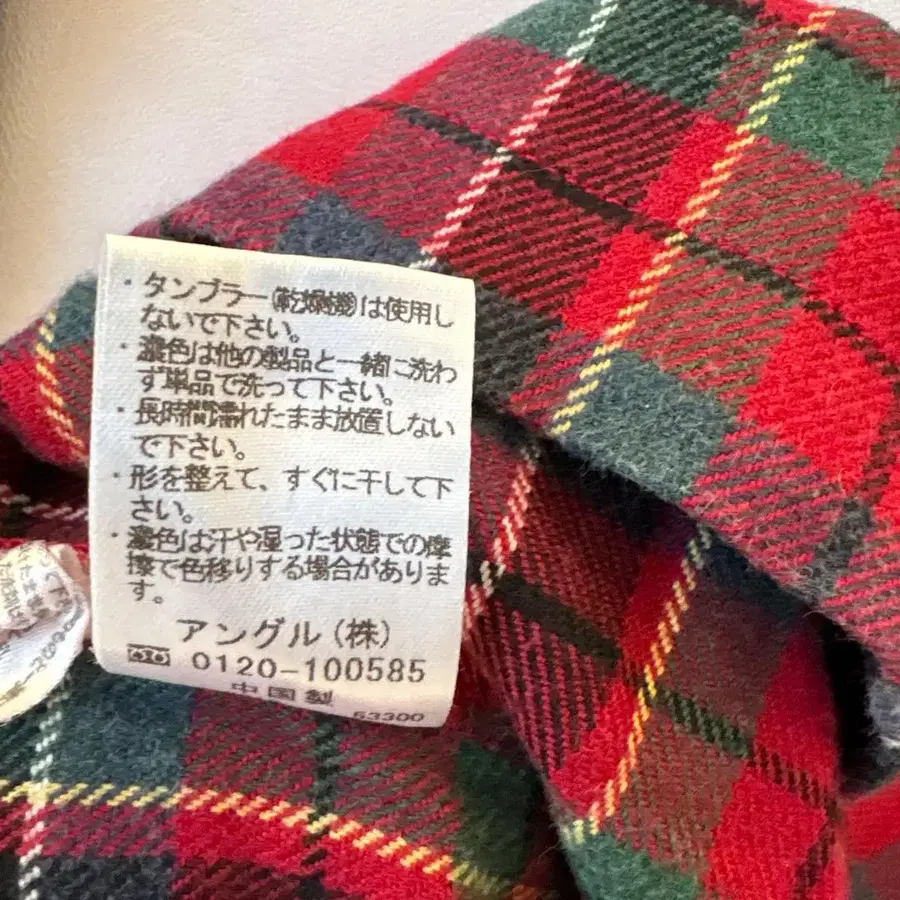 ・タンブラー(乾燥機)は使用し
ないで下さい。
・濃色は他の製品と一緒に洗わ
ず単品で洗って下さい。
・長時間濡れたまま放置しない
で下さい。
・形を整えて、すぐに干して下
さい。
・濃色は汗や湿った状態での摩
擦で色移りする場合がありま
す。
アングル(株)
0120-100585
中国製
53300